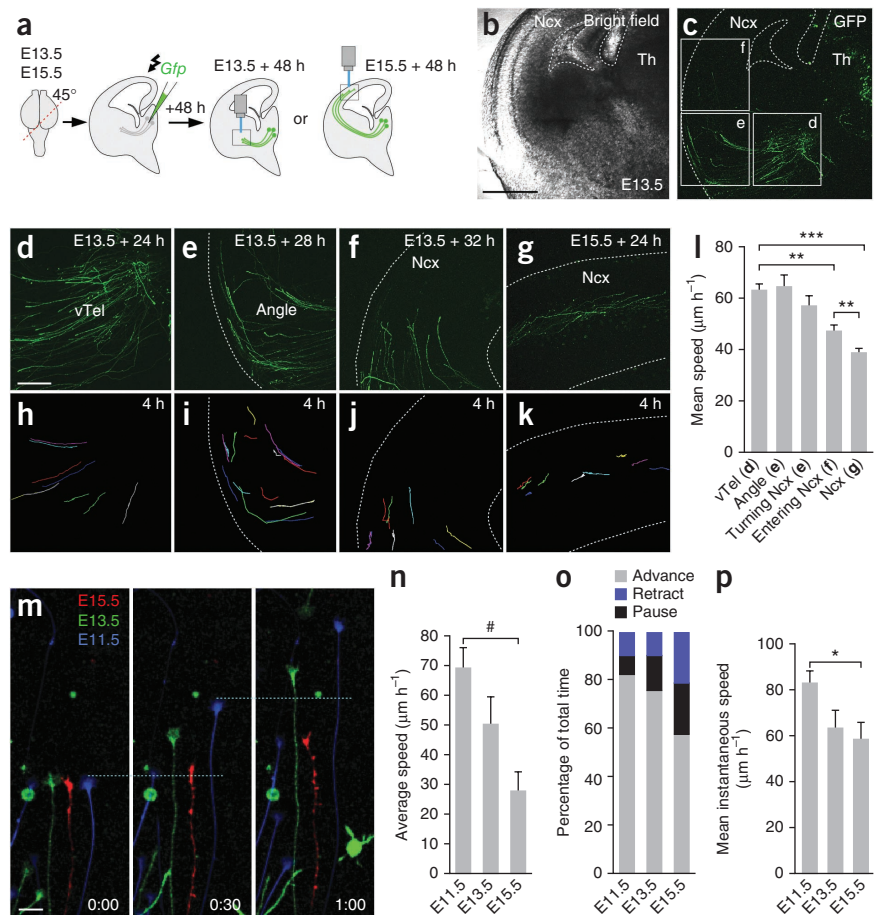 a
E13.5
E15.5
45°
Gfp
+48 h
E13.5 + 48 h
or
E15.5 + 48 h
b
Ncx
Bright field
Th
E13.5
c
Ncx
GFP
Th
f
e
d
d
E13.5 + 24 h
vTel
e
E13.5 + 28 h
Angle
f
E13.5 + 32 h
Ncx
g
E15.5 + 24 h
Ncx
h
4 h
i
4 h
j
4 h
k
4 h
l
Mean speed (μm h⁻¹)
80
60
40
20
0
***
**
**
vTel (d)
Angle (e)
Turning Ncx (e)
Entering Ncx (f)
Ncx (g)
m
E15.5
E13.5
E11.5
0:00
0:30
1:00
n
Average speed (μm h⁻¹)
80
70
60
50
40
30
20
10
0
#
E11.5
E13.5
E15.5
o
Advance
Retract
Pause
Percentage of total time
100
80
60
40
20
0
E11.5
E13.5
E15.5
p
Mean instantaneous speed
(μm h⁻¹)
100
80
60
40
20
0
*
E11.5
E13.5
E15.5